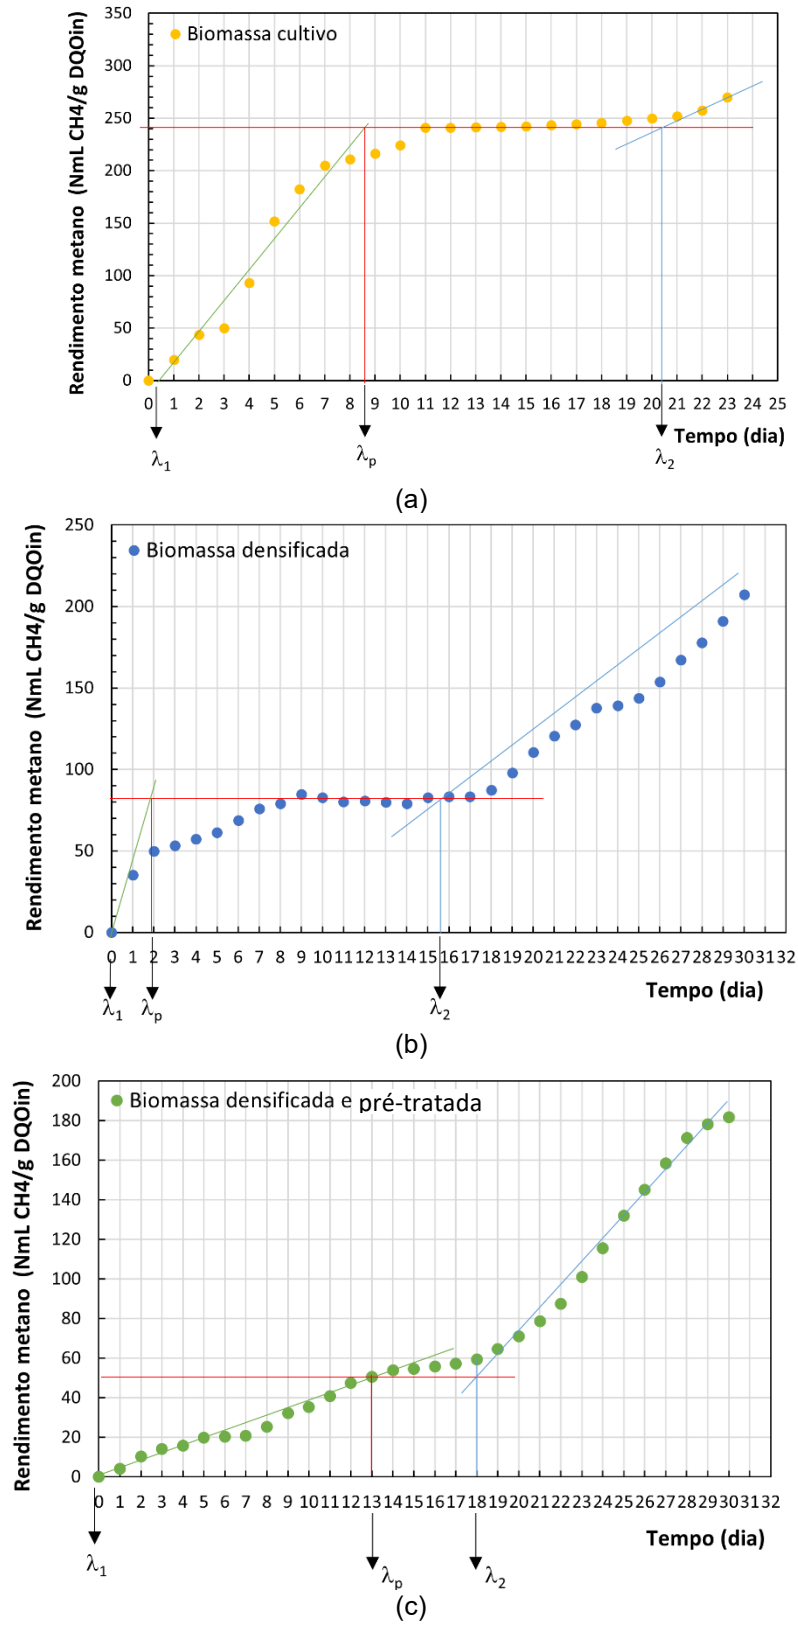 Rendimento metano (NmL CH4/g DQOin)
Biomassa cultivo
350
300
250
200
150
100
50
0
0 1 2 3 4 5 6 7 8 9 10 11 12 13 14 15 16 17 18 19 20 21 22 23 24 25
Tempo (dia)
λ1 λp λ2
(a)
Rendimento metano (NmL CH4/g DQOin)
Biomassa densificada
250
200
150
100
50
0
0 1 2 3 4 5 6 7 8 9 10 11 12 13 14 15 16 17 18 19 20 21 22 23 24 25 26 27 28 29 30 31 32
Tempo (dia)
λ1 λp λ2
(b)
Rendimento metano (NmL CH4/g DQOin)
Biomassa densificada e pré-tratada
200
180
160
140
120
100
80
60
40
20
0
0 1 2 3 4 5 6 7 8 9 10 11 12 13 14 15 16 17 18 19 20 21 22 23 24 25 26 27 28 29 30 31 32
Tempo (dia)
λ1 λp λ2
(c)